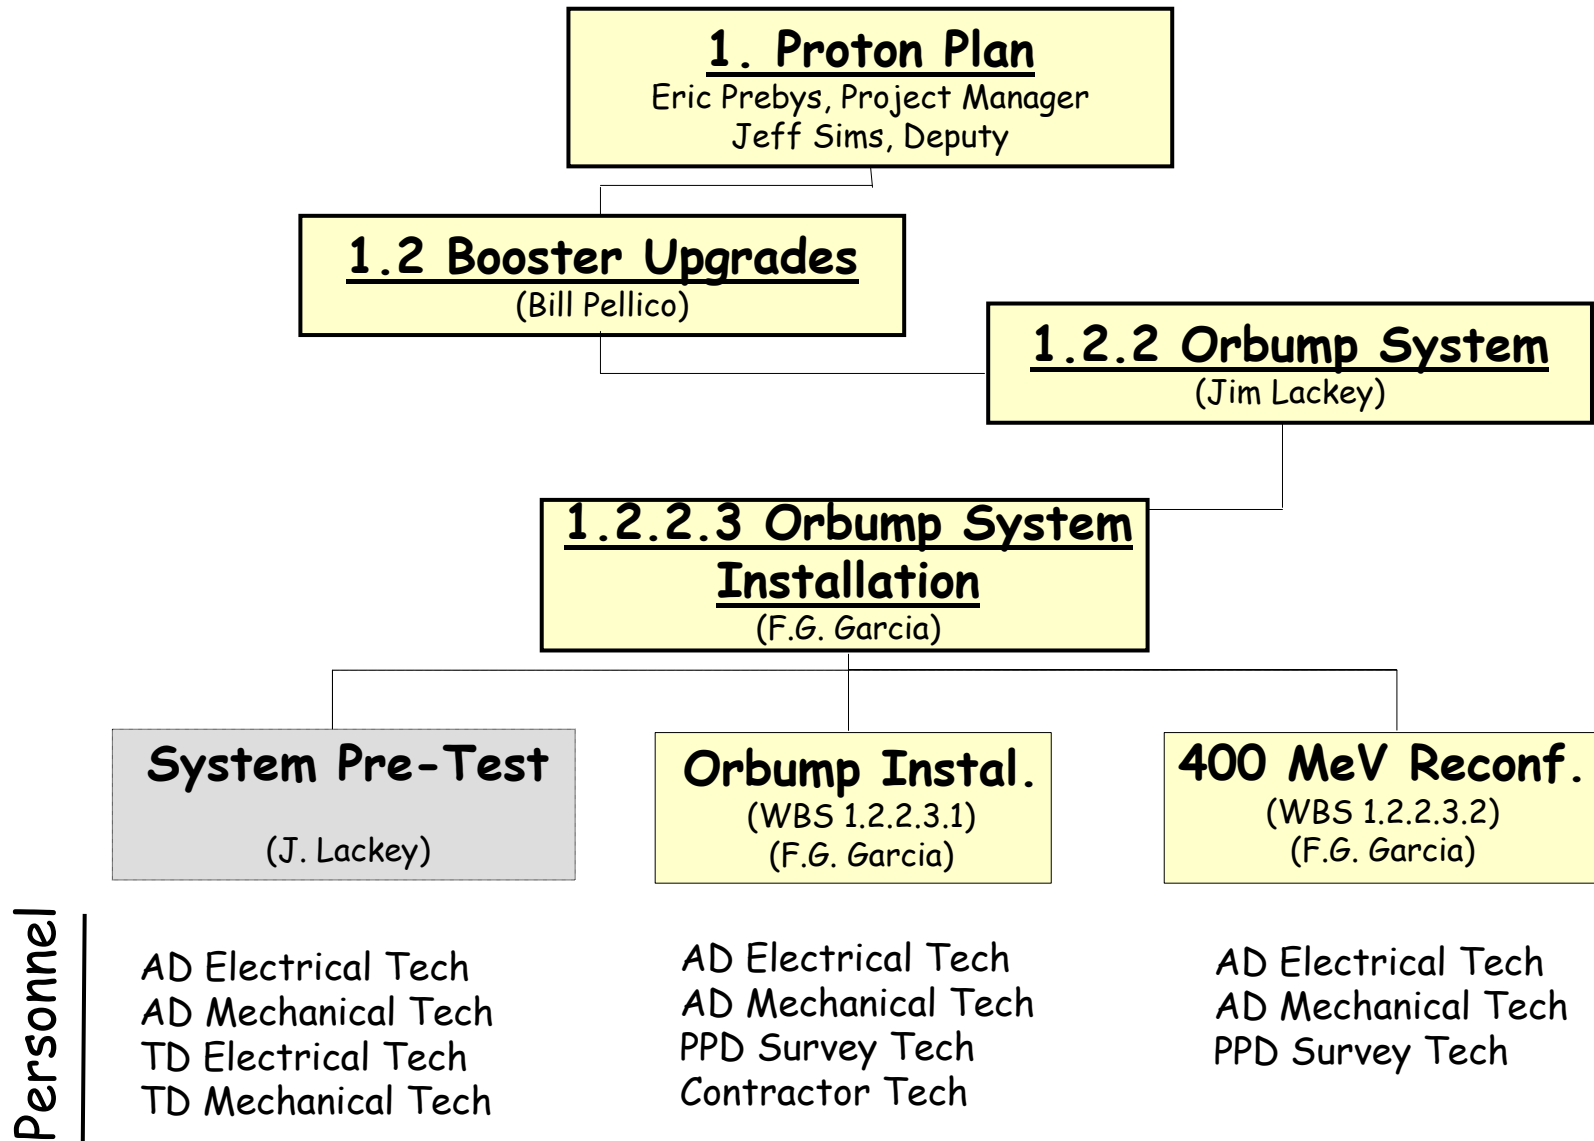 1. Proton Plan
Eric Prebys, Project Manager
Jeff Sims, Deputy
1.2 Booster Upgrades
(Bill Pellico)
1.2.2 Orbump System
(Jim Lackey)
1.2.2.3 Orbump System
Installation
(F.G. Garcia)
System Pre-Test
(J. Lackey)
Orbump Instal.
(WBS 1.2.2.3.1)
(F.G. Garcia)
400 MeV Reconf.
(WBS 1.2.2.3.2)
(F.G. Garcia)
Personnel
AD Electrical Tech
AD Mechanical Tech
TD Electrical Tech
TD Mechanical Tech
AD Electrical Tech
AD Mechanical Tech
PPD Survey Tech
Contractor Tech
AD Electrical Tech
AD Mechanical Tech
PPD Survey Tech